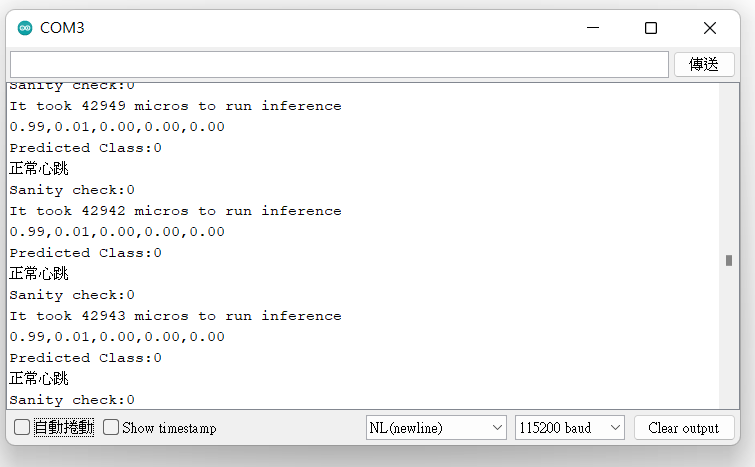 COM3
傳送
Sanity check:0
It took 42949 micros to run inference
0.99,0.01,0.00,0.00,0.00
Predicted Class:0
正常心跳
Sanity check:0
It took 42942 micros to run inference
0.99,0.01,0.00,0.00,0.00
Predicted Class:0
正常心跳
Sanity check:0
It took 42943 micros to run inference
0.99,0.01,0.00,0.00,0.00
Predicted Class:0
正常心跳
Sanity check:0
自動捲動 Show timestamp NL(newline) 115200 baud Clear output